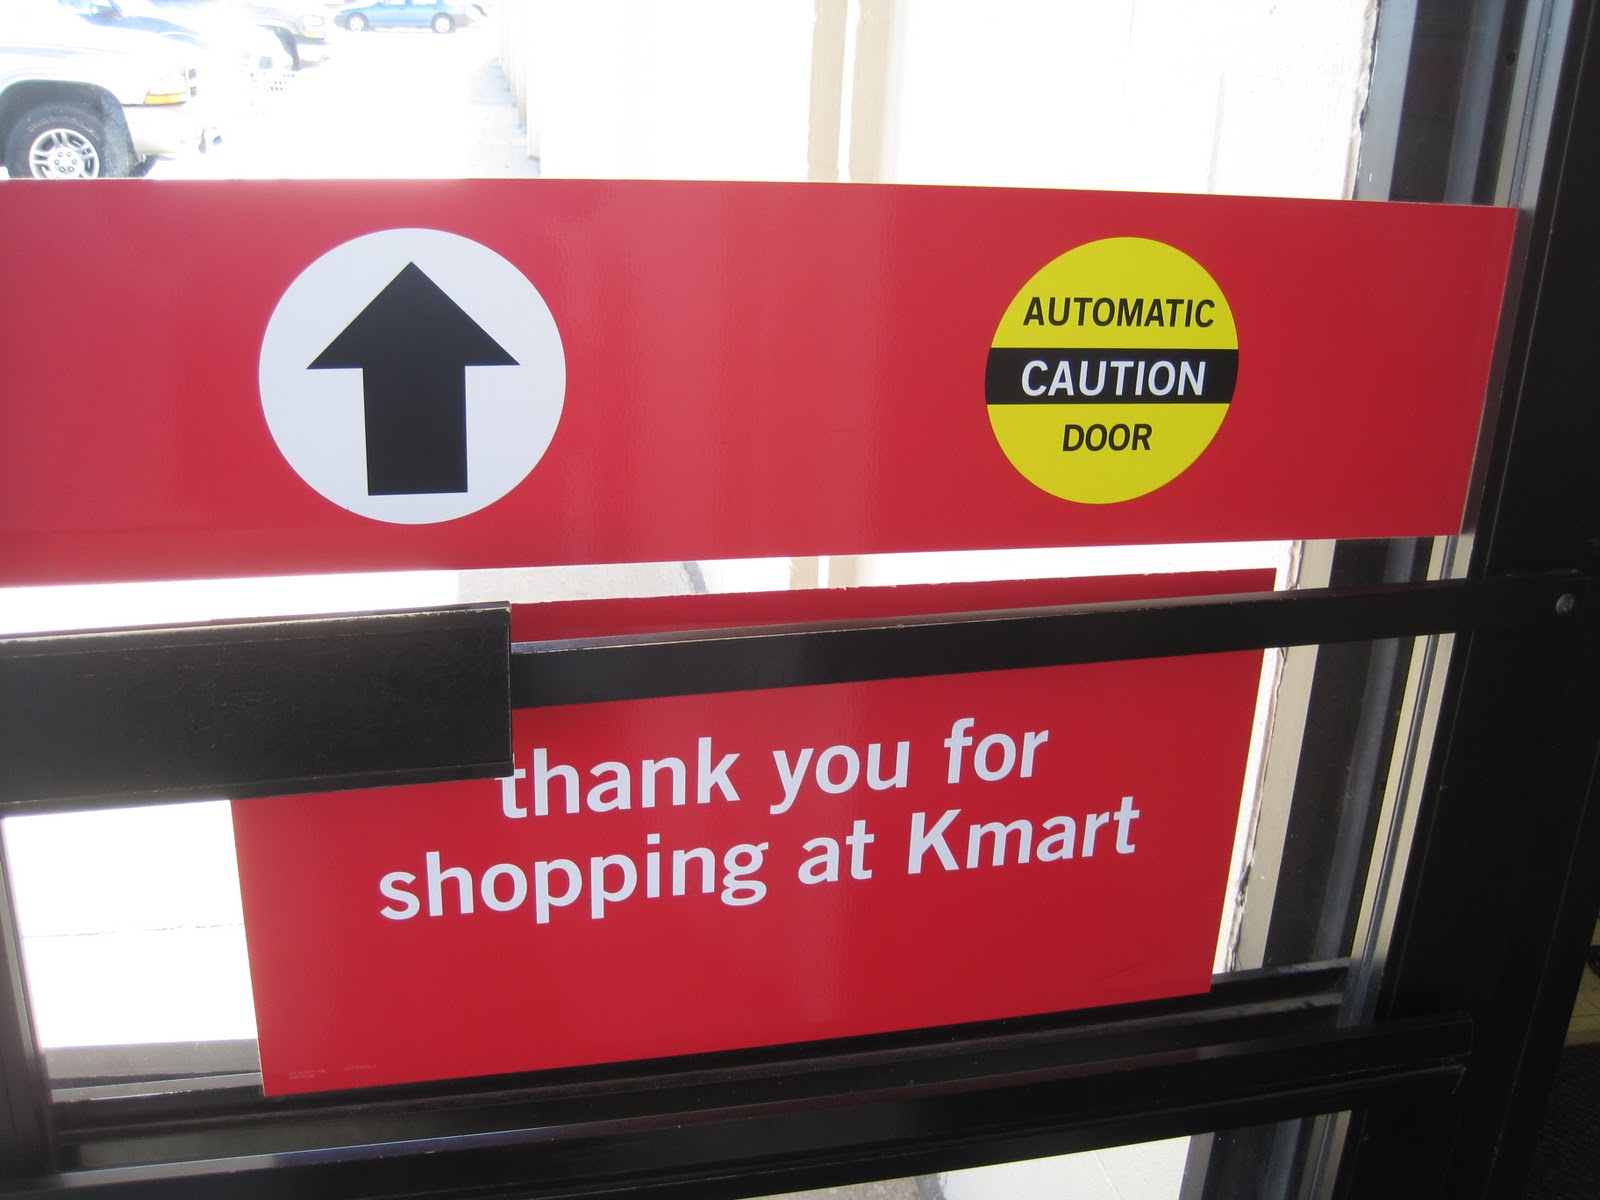 AUTOMATIC
CAUTION
DOOR
thank you for
shopping at Kmart